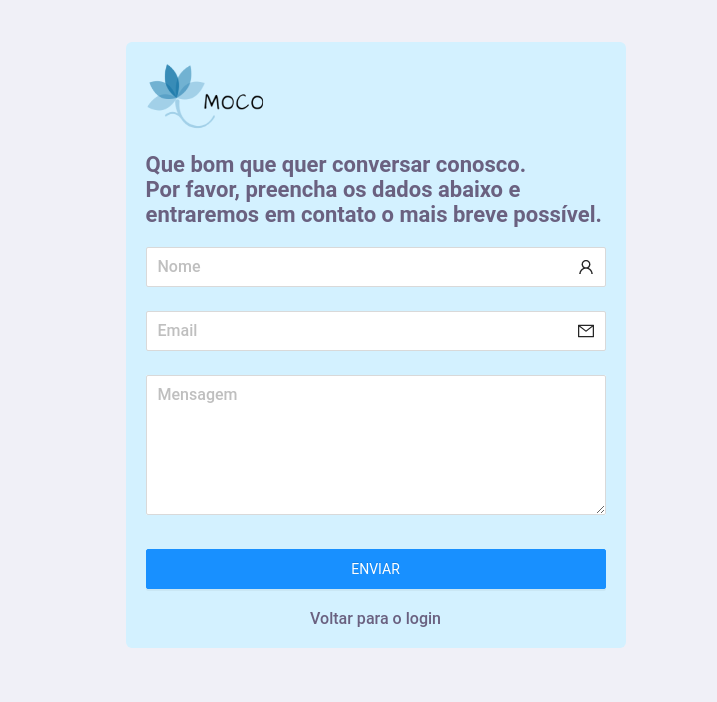 MOCO
Que bom que quer conversar conosco.
Por favor, preencha os dados abaixo e
entraremos em contato o mais breve possível.
Nome
Email
Mensagem
ENVIAR
Voltar para o login